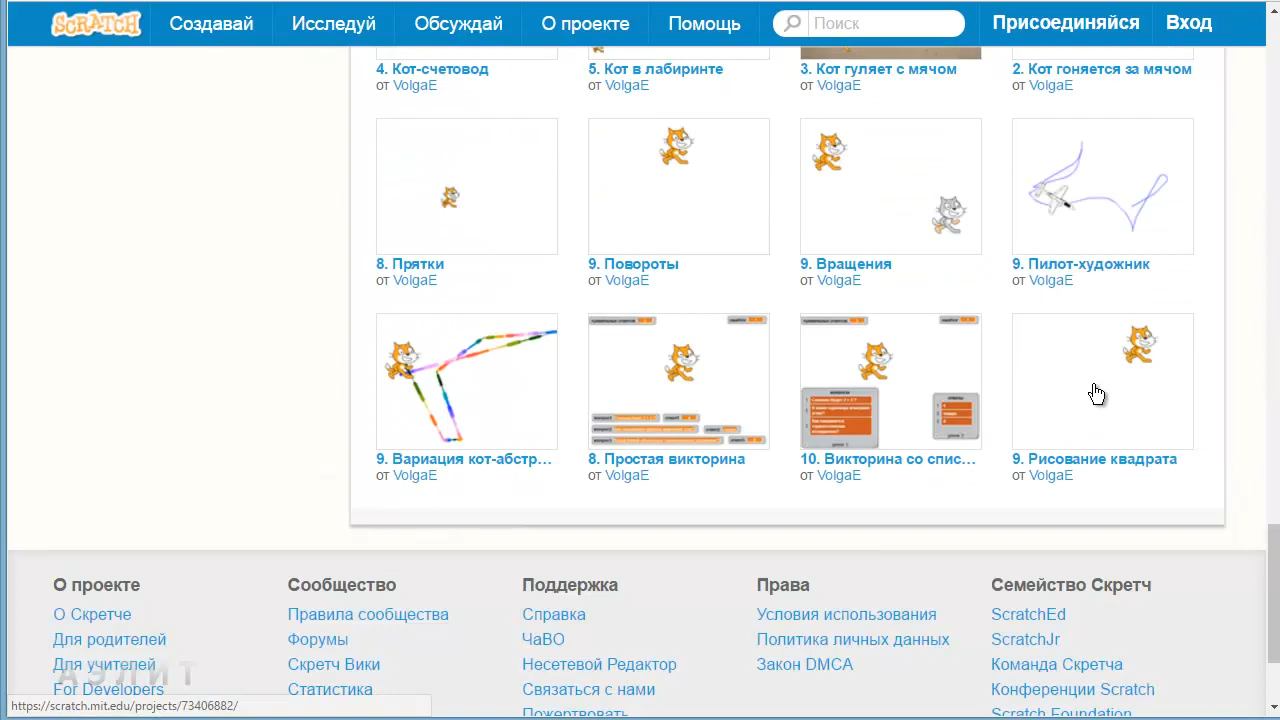 SCRATCH Создавай Исследуй Обсуждай О проекте Помощь Поиск Присоединяйся Вход
4. Кот-счетовод 5. Кот в лабиринте 3. Кот гуляет с мячом 2. Кот гоняется за мячом
от VolgaE от VolgaE от VolgaE от VolgaE
8. Прятки 9. Повороты 9. Вращения 9. Пилот-художник
от VolgaE от VolgaE от VolgaE от VolgaE
9. Вариация кот-абстр... 8. Простая викторина 10. Викторина со спис... 9. Рисование квадрата
от VolgaE от VolgaE от VolgaE от VolgaE
О проекте Сообщество Поддержка Права Семейство Скретч
О Скретче Правила сообщества Справка Условия использования ScratchEd
Для родителей Форумы ЧаВО Политика личных данных ScratchJr
Для учителей Скретч Вики Несетевой Редактор Закон DMCA Команда Скретча
АЭЛИТ
For Developers Статистика Связаться с нами Конференции Scratch
https://scratch.mit.edu/projects/73406882/
Пожертвовать Scratch Foundation